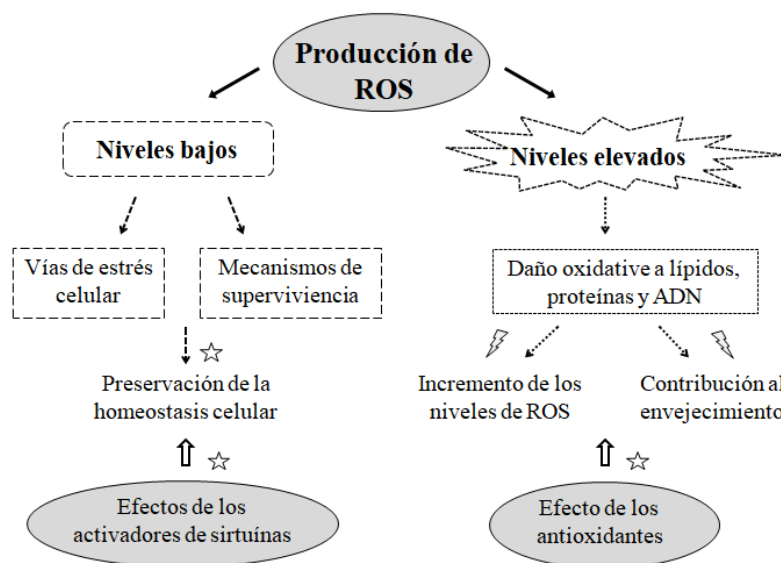 Producción de
ROS
Niveles bajos
Niveles elevados
Vías de estrés
celular
Mecanismos de
superviviencia
Daño oxidative a lípidos,
proteínas y ADN
Preservación de la
homeostasis celular
Incremento de los
niveles de ROS
Contribución al
envejecimiento
Efectos de los
activadores de sirtuínas
Efecto de los
antioxidantes